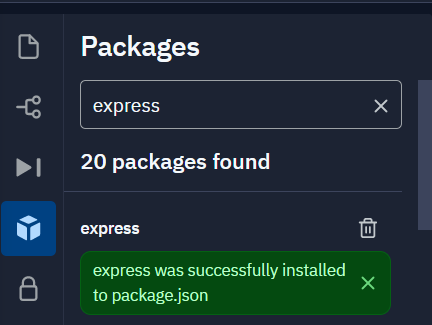 Packages
express
20 packages found
express
express was successfully installed
to package.json